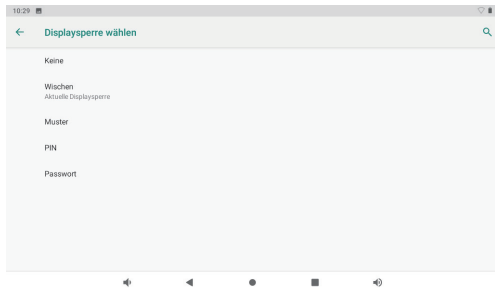 10:29
Displaysperre wählen
Keine
Wischen
Aktuelle Displaysperre
Muster
PIN
Passwort